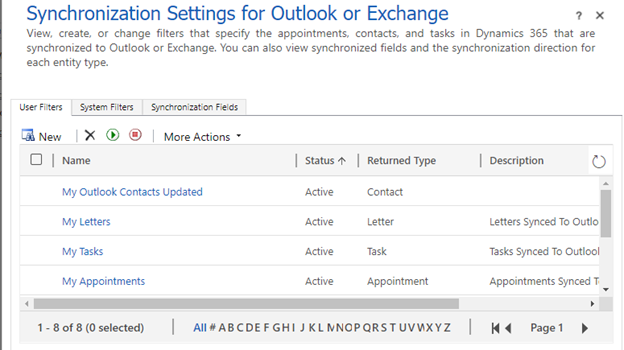 Synchronization Settings for Outlook or Exchange
? ×
View, create, or change filters that specify the appointments, contacts, and tasks in Dynamics 365 that are
synchronized to Outlook or Exchange. You can also view synchronized fields and the synchronization direction for
each entity type.
User Filters System Filters Synchronization Fields
New More Actions
Name Status ↑ Returned Type Description
My Outlook Contacts Updated Active Contact
My Letters Active Letter Letters Synced To Outlo
My Tasks Active Task Tasks Synced To Outlool
My Appointments Active Appointment Appointments Synced T
1 - 8 of 8 (0 selected) All # A B C D E F G H I J K L M N O P Q R S T U V W X Y Z Page 1